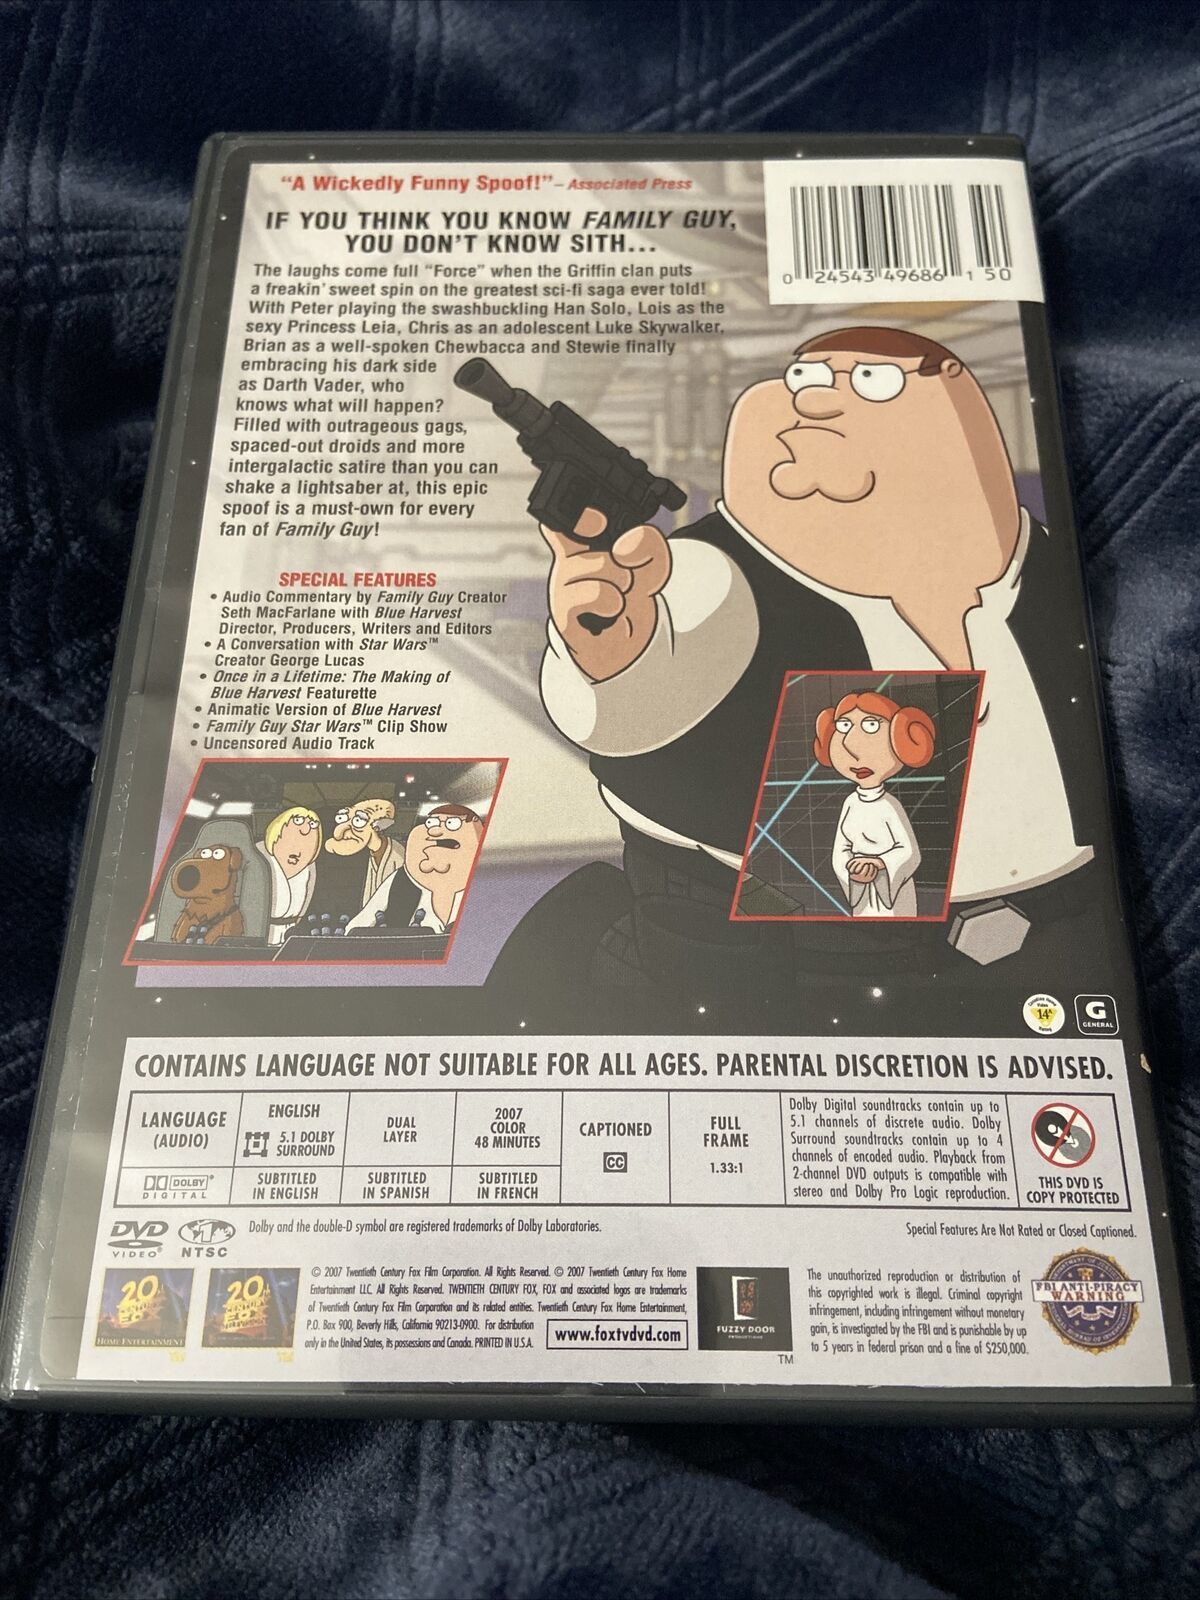 "A Wickedly Funny Spoof!" – Associated Press
IF YOU THINK YOU KNOW FAMILY GUY,
YOU DON'T KNOW SITH...
The laughs come full "Force" when the Griffin clan puts
a freakin' sweet spin on the greatest sci-fi saga ever told!
With Peter playing the swashbuckling Han Solo, Lois as the
sexy Princess Leia, Chris as an adolescent Luke Skywalker,
Brian as a well-spoken Chewbacca and Stewie finally
embracing his dark side
as Darth Vader, who
knows what will happen?
Filled with outrageous gags,
spaced-out droids and more
intergalactic satire than you can
shake a lightsaber at, this epic
spoof is a must-own for every
fan of Family Guy!
0 24543 49686 1 50
SPECIAL FEATURES
• Audio Commentary by Family Guy Creator
Seth MacFarlane with Blue Harvest
Director, Producers, Writers and Editors
• A Conversation with Star Wars™
Creator George Lucas
• Once in a Lifetime: The Making of
Blue Harvest Featurette
• Animatic Version of Blue Harvest
• Family Guy Star Wars™ Clip Show
• Uncensored Audio Track
Canadian Home
Video
14A
Rating
G
GENERAL
CONTAINS LANGUAGE NOT SUITABLE FOR ALL AGES. PARENTAL DISCRETION IS ADVISED.
LANGUAGE
(AUDIO)
DOLBY
DIGITAL
ENGLISH
5.1 DOLBY
SURROUND
SUBTITLED
IN ENGLISH
DUAL
LAYER
SUBTITLED
IN SPANISH
2007
COLOR
48 MINUTES
SUBTITLED
IN FRENCH
CAPTIONED
CC
FULL
FRAME
1.33:1
Dolby Digital soundtracks contain up to
5.1 channels of discrete audio. Dolby
Surround soundtracks contain up to 4
channels of encoded audio. Playback from
2-channel DVD outputs is compatible with
stereo and Dolby Pro Logic reproduction.
THIS DVD IS
COPY PROTECTED
DVD
VIDEO
NTSC
Dolby and the double-D symbol are registered trademarks of Dolby Laboratories.
Special Features Are Not Rated or Closed Captioned.
20
CENTURY
FOX
HOME ENTERTAINMENT
20
CENTURY
FOX
© 2007 Twentieth Century Fox Film Corporation. All Rights Reserved. © 2007 Twentieth Century Fox Home
Entertainment LLC. All Rights Reserved. TWENTIETH CENTURY FOX, FOX and associated logos are trademarks
of Twentieth Century Fox Film Corporation and its related entities. Twentieth Century Fox Home Entertainment,
P.O. Box 900, Beverly Hills, California 90213-0900. For distribution
only in the United States, its possessions and Canada. PRINTED IN U.S.A.
www.foxtvdvd.com
FUZZY DOOR
PRODUCTIONS
TM
The unauthorized reproduction or distribution of
this copyrighted work is illegal. Criminal copyright
infringement, including infringement without monetary
gain, is investigated by the FBI and is punishable by up
to 5 years in federal prison and a fine of $250,000.
FBI ANTI-PIRACY
WARNING